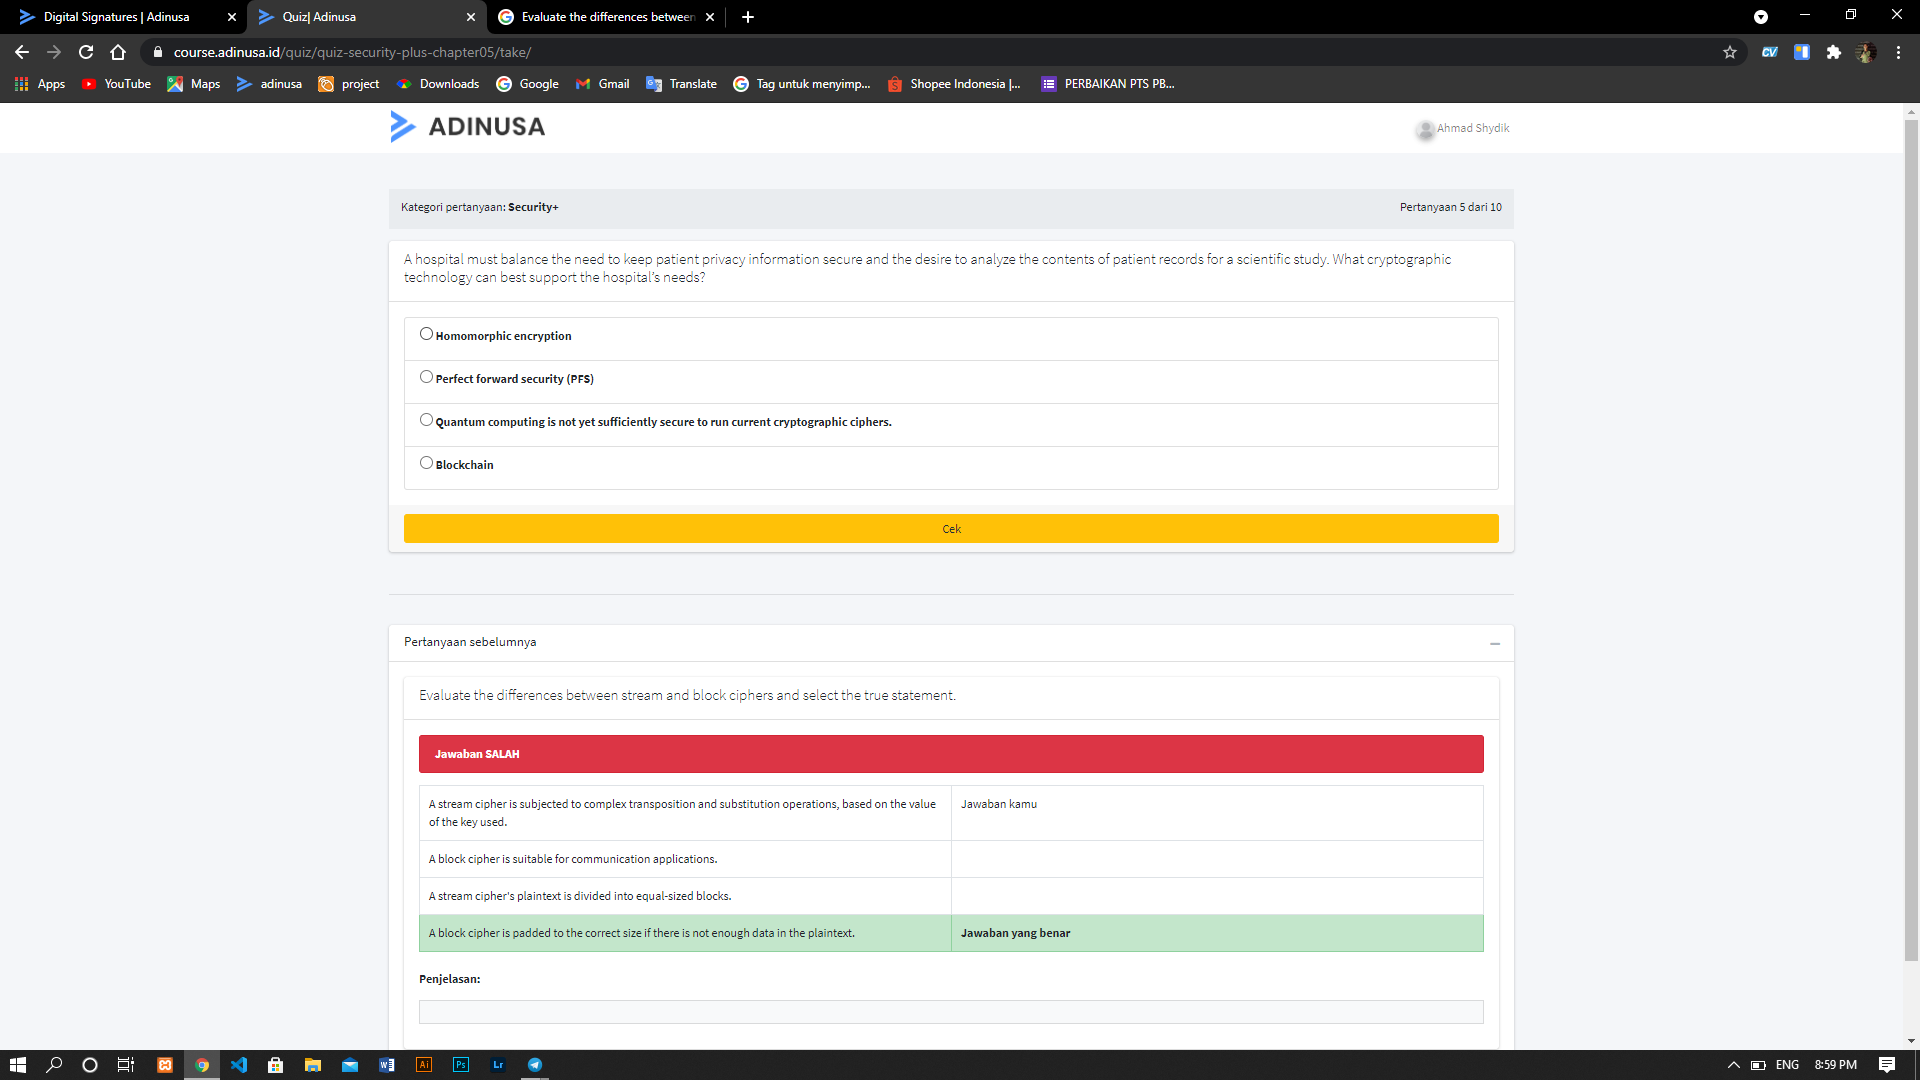 Digital Signatures | Adinusa
Quiz| Adinusa
Evaluate the differences between
course.adinusa.id/quiz/quiz-security-plus-chapter05/take/
Apps
YouTube
Maps
adinusa
project
Downloads
Google
Gmail
Translate
Tag untuk menyimp...
Shopee Indonesia |...
PERBAIKAN PTS PB...
ADINUSA
Ahmad Shydik
Kategori pertanyaan: Security+
Pertanyaan 5 dari 10
A hospital must balance the need to keep patient privacy information secure and the desire to analyze the contents of patient records for a scientific study. What cryptographic
technology can best support the hospital's needs?
Homomorphic encryption
Perfect forward security (PFS)
Quantum computing is not yet sufficiently secure to run current cryptographic ciphers.
Blockchain
Cek
Pertanyaan sebelumnya
Evaluate the differences between stream and block ciphers and select the true statement.
Jawaban SALAH
A stream cipher is subjected to complex transposition and substitution operations, based on the value
of the key used.
Jawaban kamu
A block cipher is suitable for communication applications.
A stream cipher's plaintext is divided into equal-sized blocks.
A block cipher is padded to the correct size if there is not enough data in the plaintext.
Jawaban yang benar
Penjelasan:
Ai
Ps
Lr
ENG
8:59 PM